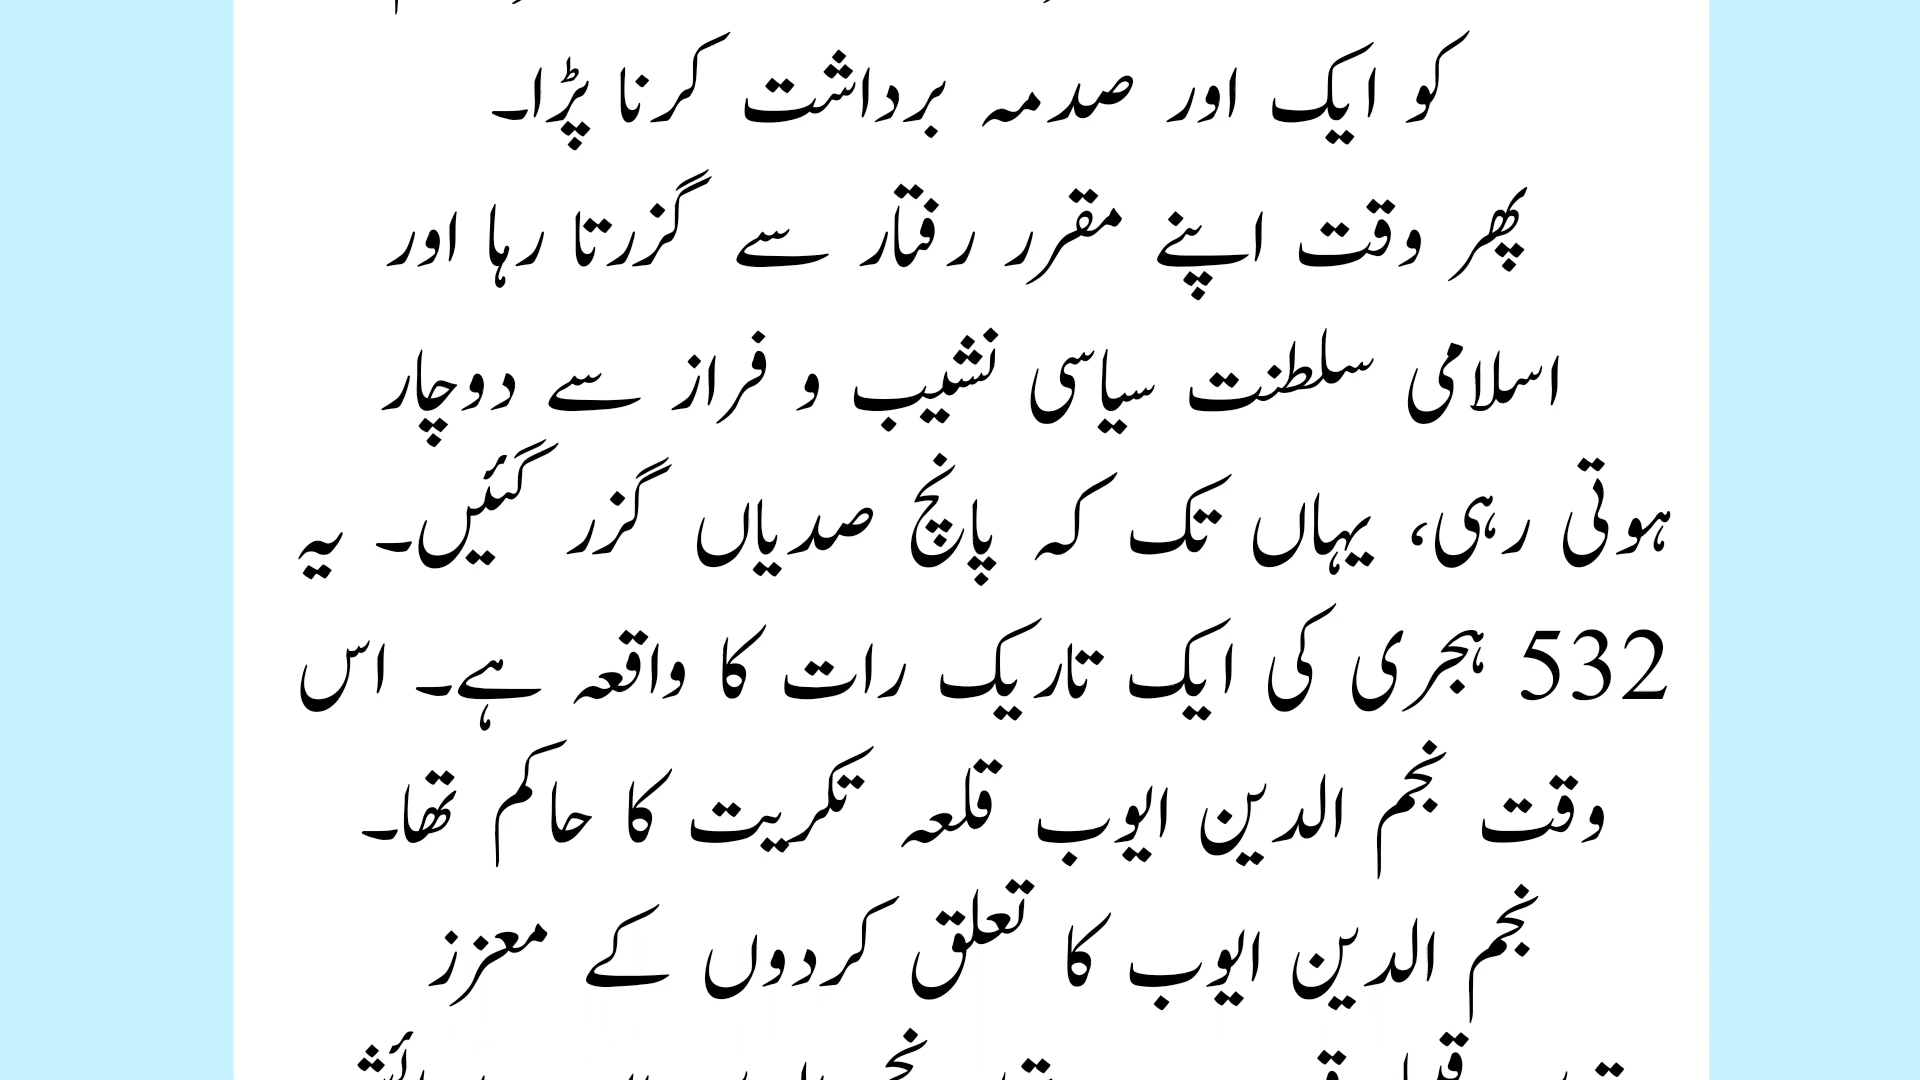 کو ایک اور صدمہ برداشت کرنا پڑا۔
پھر وقت اپنے مقرر رفتار سے گزرتا رہا اور
اسلامی سلطنت سیاسی نشیب و فراز سے دوچار
ہوتی رہی، یہاں تک کہ پانچ صدیاں گزر گئیں۔ یہ
532 ہجری کی ایک تاریک رات کا واقعہ ہے۔ اس
وقت نجم الدین ایوب قلعہ تکریت کا حاکم تھا۔
نجم الدین ایوب کا تعلق کردوں کے معزز